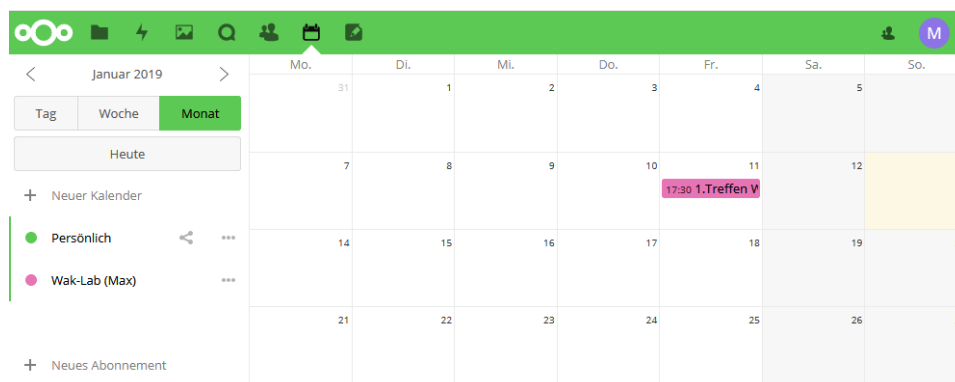 M
Januar 2019
Mo. Di. Mi. Do. Fr. Sa. So.
31 1 2 3 4 5
Tag Woche Monat
Heute
7 8 9 10 11 12
17:30 1.Treffen W
Neuer Kalender
Persönlich
14 15 16 17 18 19
Wak-Lab (Max)
21 22 23 24 25 26
Neues Abonnement